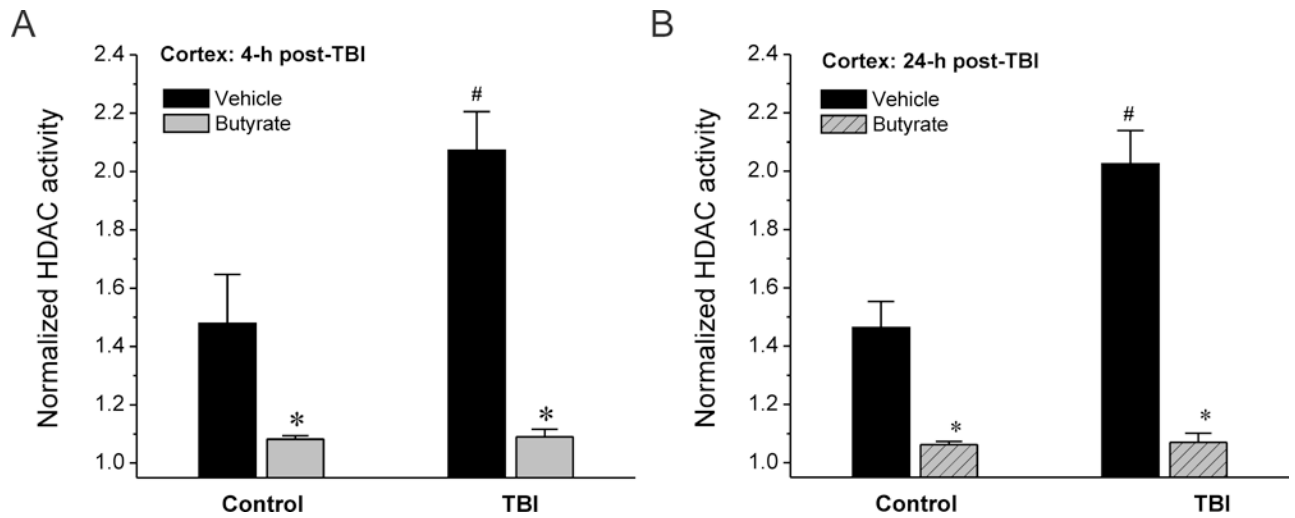 A
Cortex: 4-h post-TBI
Vehicle
Butyrate
Normalized HDAC activity
2.4
2.2
2.0
1.8
1.6
1.4
1.2
1.0
#
*
*
Control
TBI
B
Cortex: 24-h post-TBI
Vehicle
Butyrate
Normalized HDAC activity
2.4
2.2
2.0
1.8
1.6
1.4
1.2
1.0
#
*
*
Control
TBI